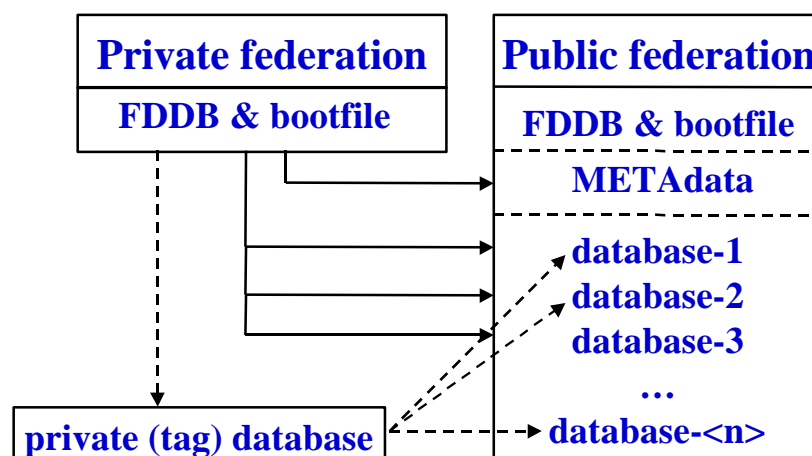 Private federation
FDDB & bootfile
Public federation
FDDB & bootfile
METAdata
database-1
database-2
database-3
...
database-<n>
private (tag) database